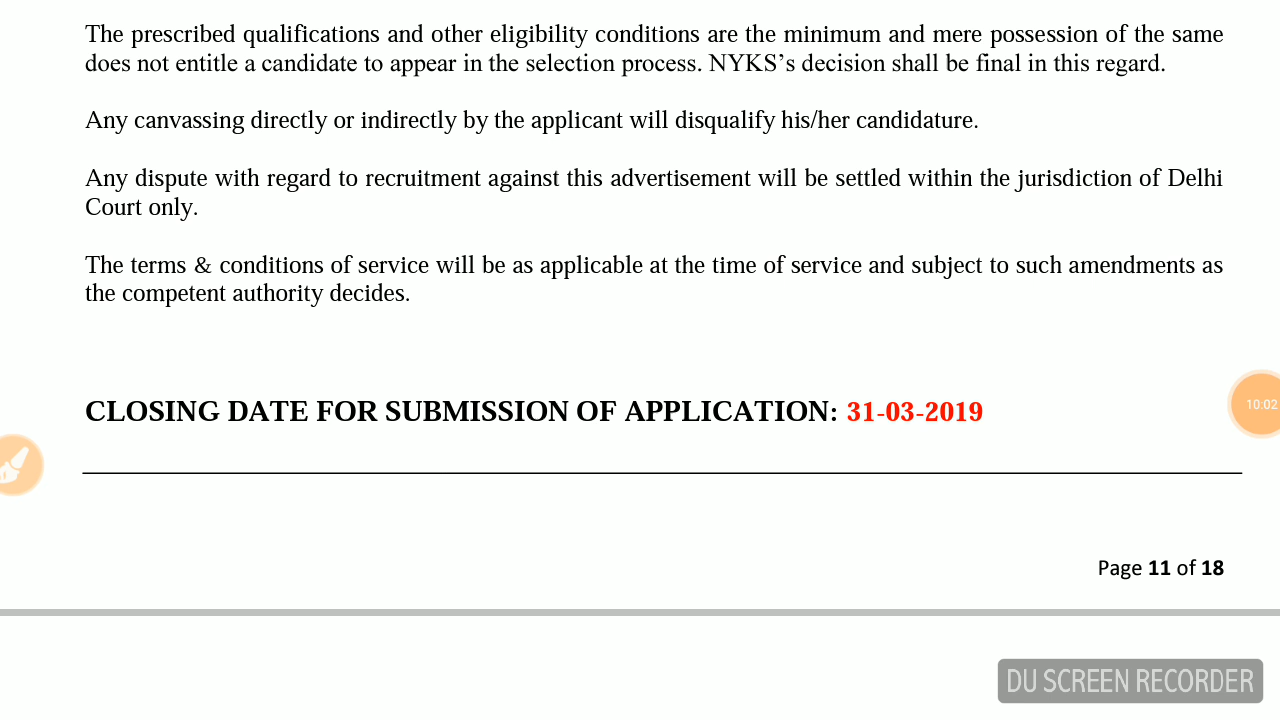 The prescribed qualifications and other eligibility conditions are the minimum and mere possession of the same
does not entitle a candidate to appear in the selection process. NYKS’s decision shall be final in this regard.
Any canvassing directly or indirectly by the applicant will disqualify his/her candidature.
Any dispute with regard to recruitment against this advertisement will be settled within the jurisdiction of Delhi
Court only.
The terms & conditions of service will be as applicable at the time of service and subject to such amendments as
the competent authority decides.
CLOSING DATE FOR SUBMISSION OF APPLICATION: 31-03-2019
10:02
Page 11 of 18
DU SCREEN RECORDER